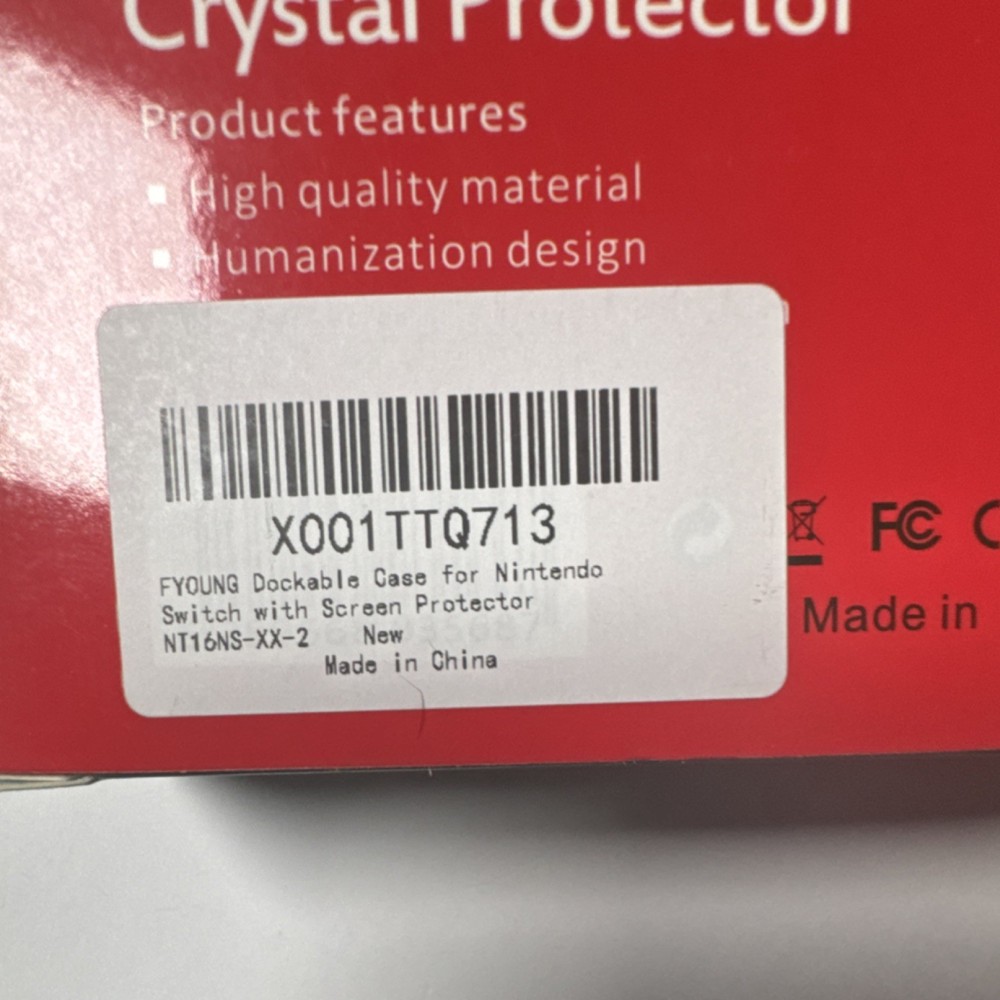 Crystal Protector
Product features
▪ High quality material
▪ Humanization design
X001TTQ713
FYOUNG Dockable Case for Nintendo
Switch with Screen Protector
NT16NS-XX-2 New
Made in China
FC
Made in